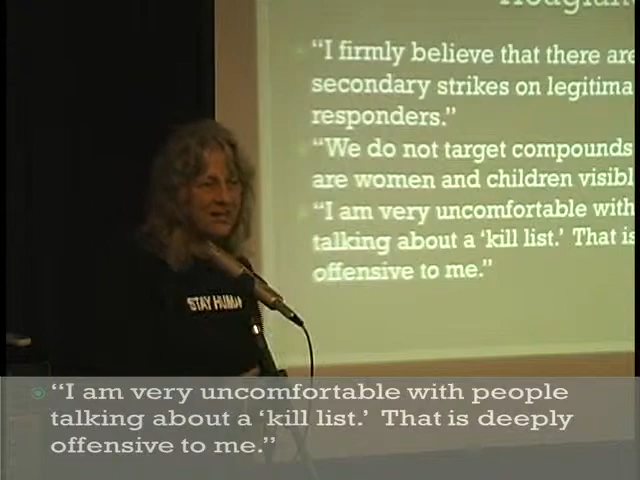 “I firmly believe that there are
secondary strikes on legitima
responders.”
“We do not target compounds
are women and children visibl
“I am very uncomfortable with
talking about a ‘kill list.’ That is
offensive to me.”
STAY HUMAN
“I am very uncomfortable with people
talking about a ‘kill list.’ That is deeply
offensive to me.”